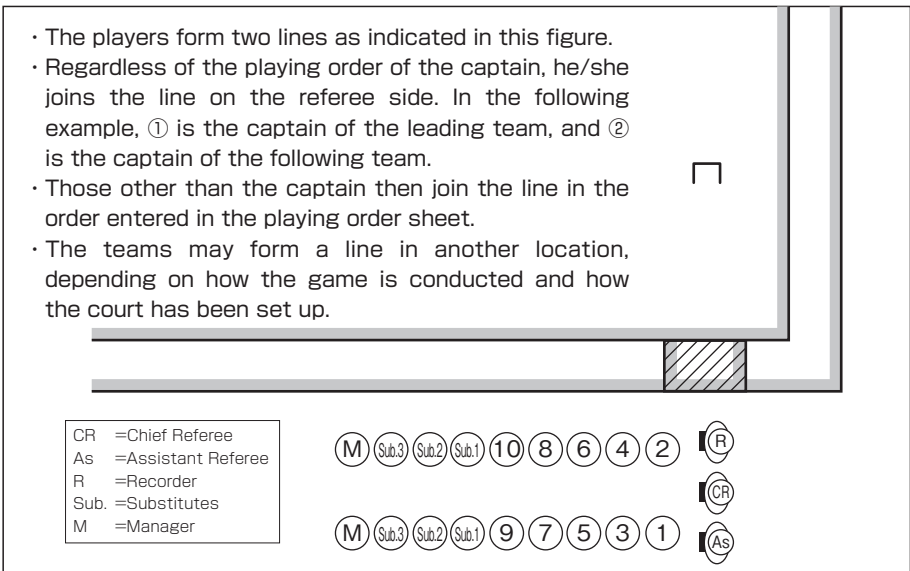 · The players form two lines as indicated in this figure.
· Regardless of the playing order of the captain, he/she
joins the line on the referee side. In the following
example, ① is the captain of the leading team, and ②
is the captain of the following team.
· Those other than the captain then join the line in the
order entered in the playing order sheet.
· The teams may form a line in another location,
depending on how the game is conducted and how
the court has been set up.
CR =Chief Referee
As =Assistant Referee
R =Recorder
Sub. =Substitutes
M =Manager
M Sub.3 Sub.2 Sub.1 10 8 6 4 2 R
CR
M Sub.3 Sub.2 Sub.1 9 7 5 3 1 As